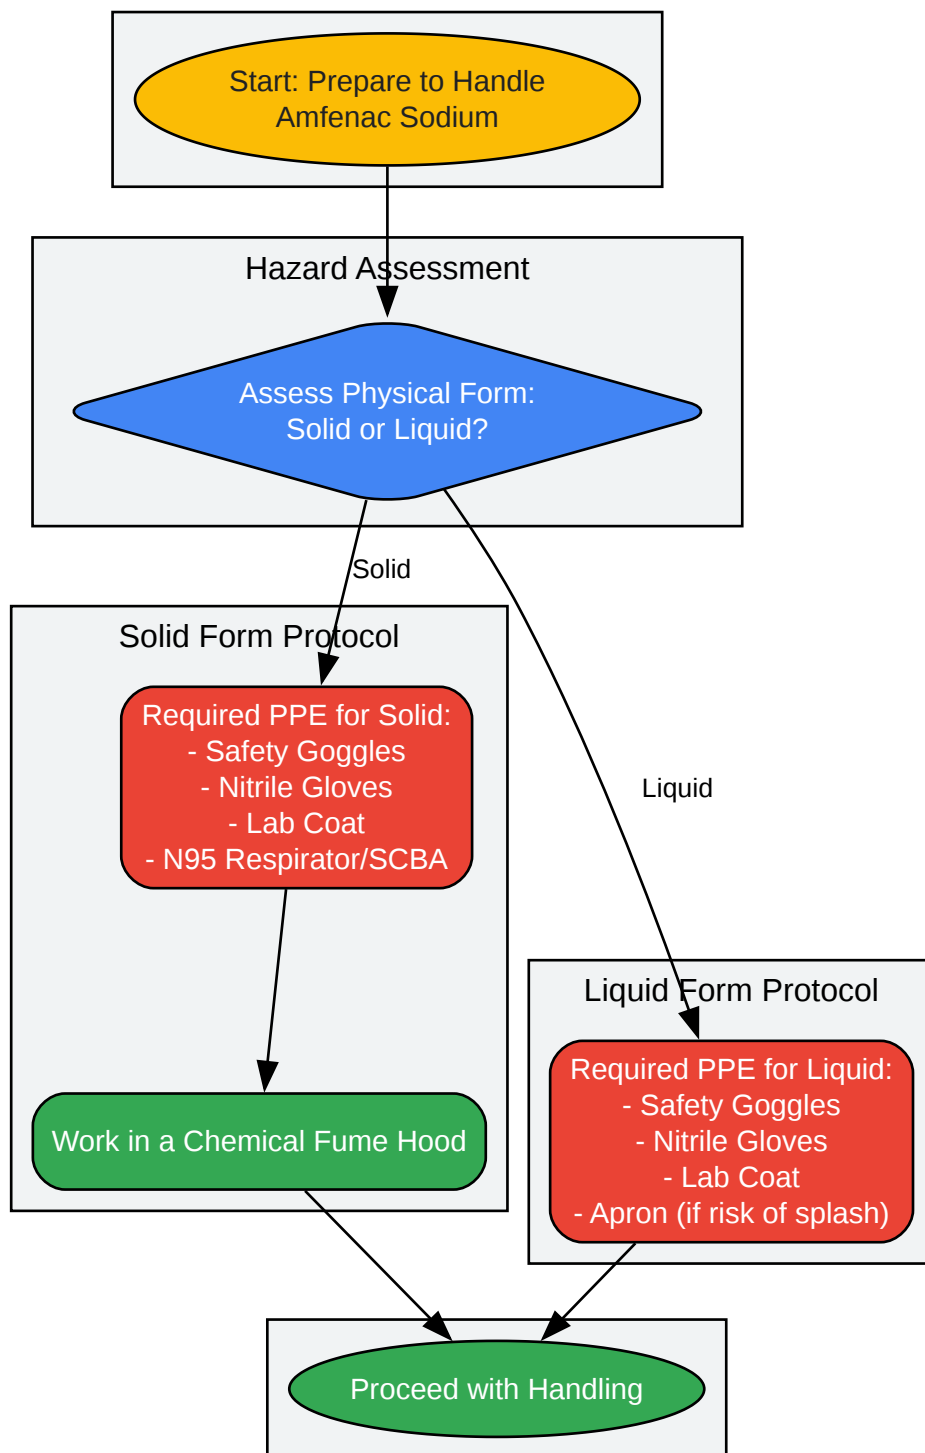 Start: Prepare to Handle
Amfenac Sodium
Hazard Assessment
Assess Physical Form:
Solid or Liquid?
Solid
Solid Form Protocol
Required PPE for Solid:
- Safety Goggles
- Nitrile Gloves
- Lab Coat
- N95 Respirator/SCBA
Work in a Chemical Fume Hood
Liquid
Liquid Form Protocol
Required PPE for Liquid:
- Safety Goggles
- Nitrile Gloves
- Lab Coat
- Apron (if risk of splash)
Proceed with Handling